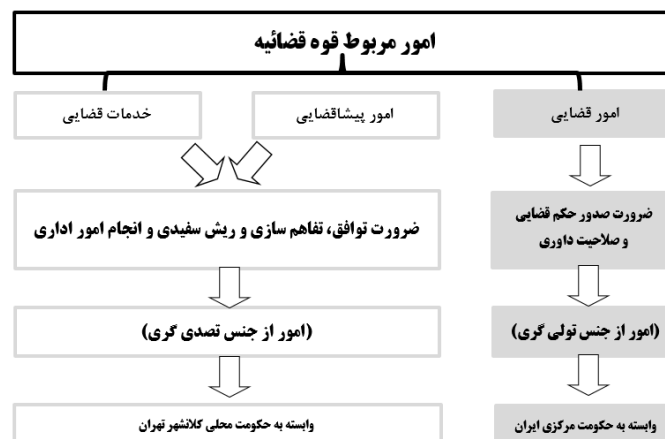 امور مربوط قوه قضائیه
امور قضایی
امور پیشاقضایی
خدمات قضایی
ضرورت صدور حکم قضایی
و صلاحیت داوری
ضرورت توافق، تفاهم سازی و ریش سفیدی و انجام امور اداری
(امور از جنس تولی گری)
(امور از جنس تصدی گری)
وابسته به حکومت مرکزی ایران
وابسته به حکومت محلی کلانشهر تهران